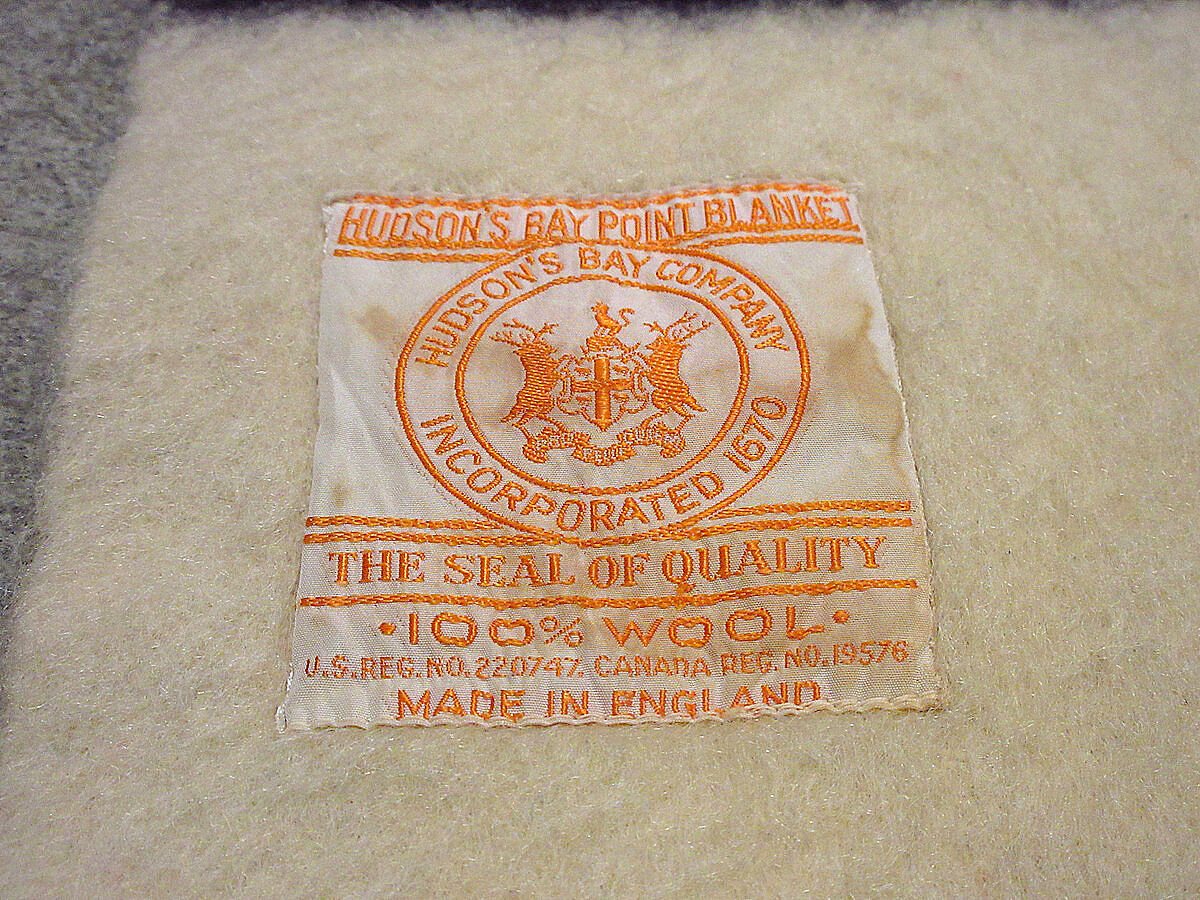 HUDSON'S BAY POINT BLANKET
HUDSON'S BAY COMPANY
INCORPORATED 1670
THE SEAL OF QUALITY
·100% WOOL·
U.S. REG. NO. 220747. CANADA REG. NO. 19576
MADE IN ENGLAND